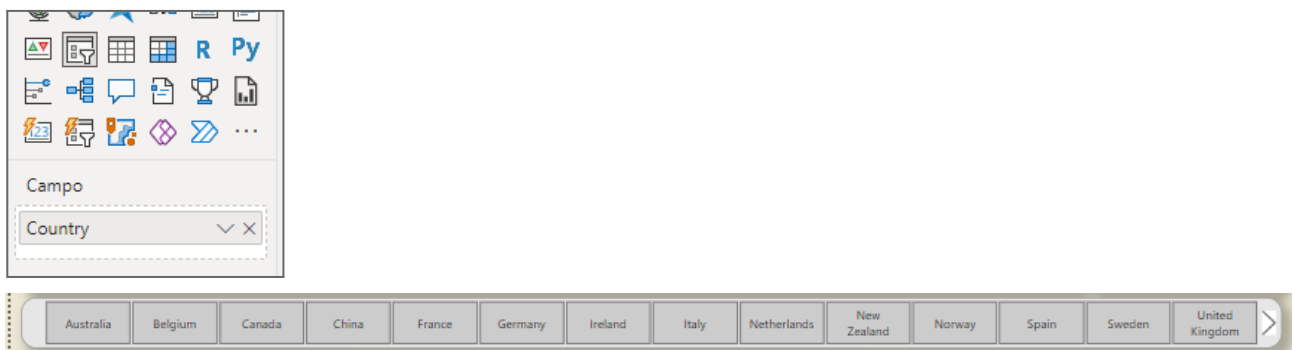 R Py
123
Campo
Country
Australia Belgium Canada China France Germany Ireland Italy Netherlands New Zealand Norway Spain Sweden United Kingdom